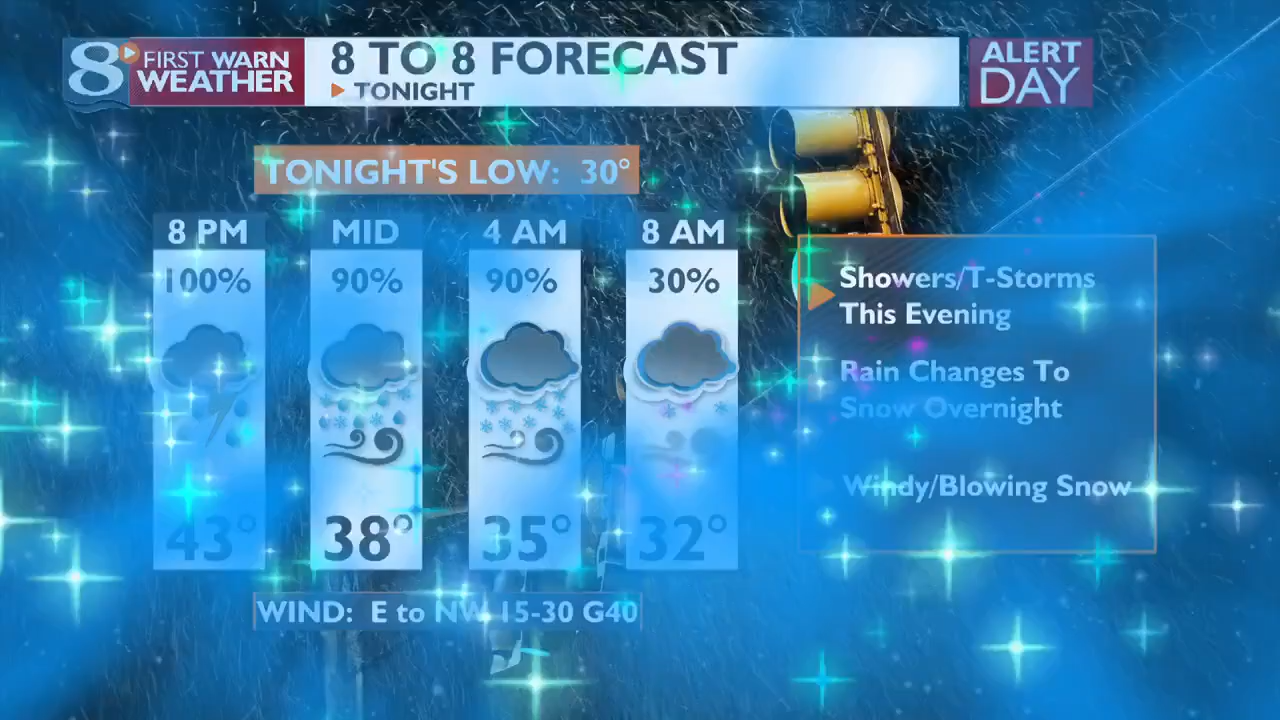 8 FIRST WARN
WEATHER
8 TO 8 FORECAST
TONIGHT
ALERT
DAY
TONIGHT'S LOW: 30°
8 PM MID 4 AM 8 AM
100% 90% 90% 30%
43° 38° 35° 32°
Showers/T-Storms
This Evening
Rain Changes To
Snow Overnight
Windy/Blowing Snow
WIND: E to NW 15-30 G40